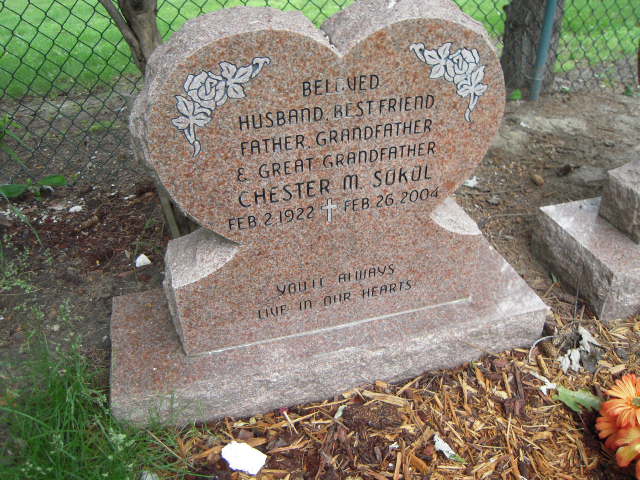 BELOVED
HUSBAND, BEST FRIEND,
FATHER, GRANDFATHER
& GREAT GRANDFATHER
CHESTER M. SOKOL
FEB. 2, 1922 FEB. 26, 2004
YOU'LL ALWAYS
LIVE IN OUR HEARTS